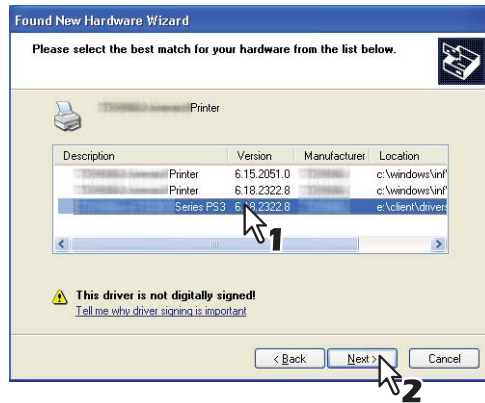 Found New Hardware Wizard
Please select the best match for your hardware from the list below.
Printer
Description Version Manufacturer Location
Printer 6.15.2051.0 c:\windows\inf\
Printer 6.18.2322.8 c:\windows\inf\
Series PS3 6.18.2322.8 e:\client\drivers
1
This driver is not digitally signed!
Tell me why driver signing is important
< Back Next > Cancel
2